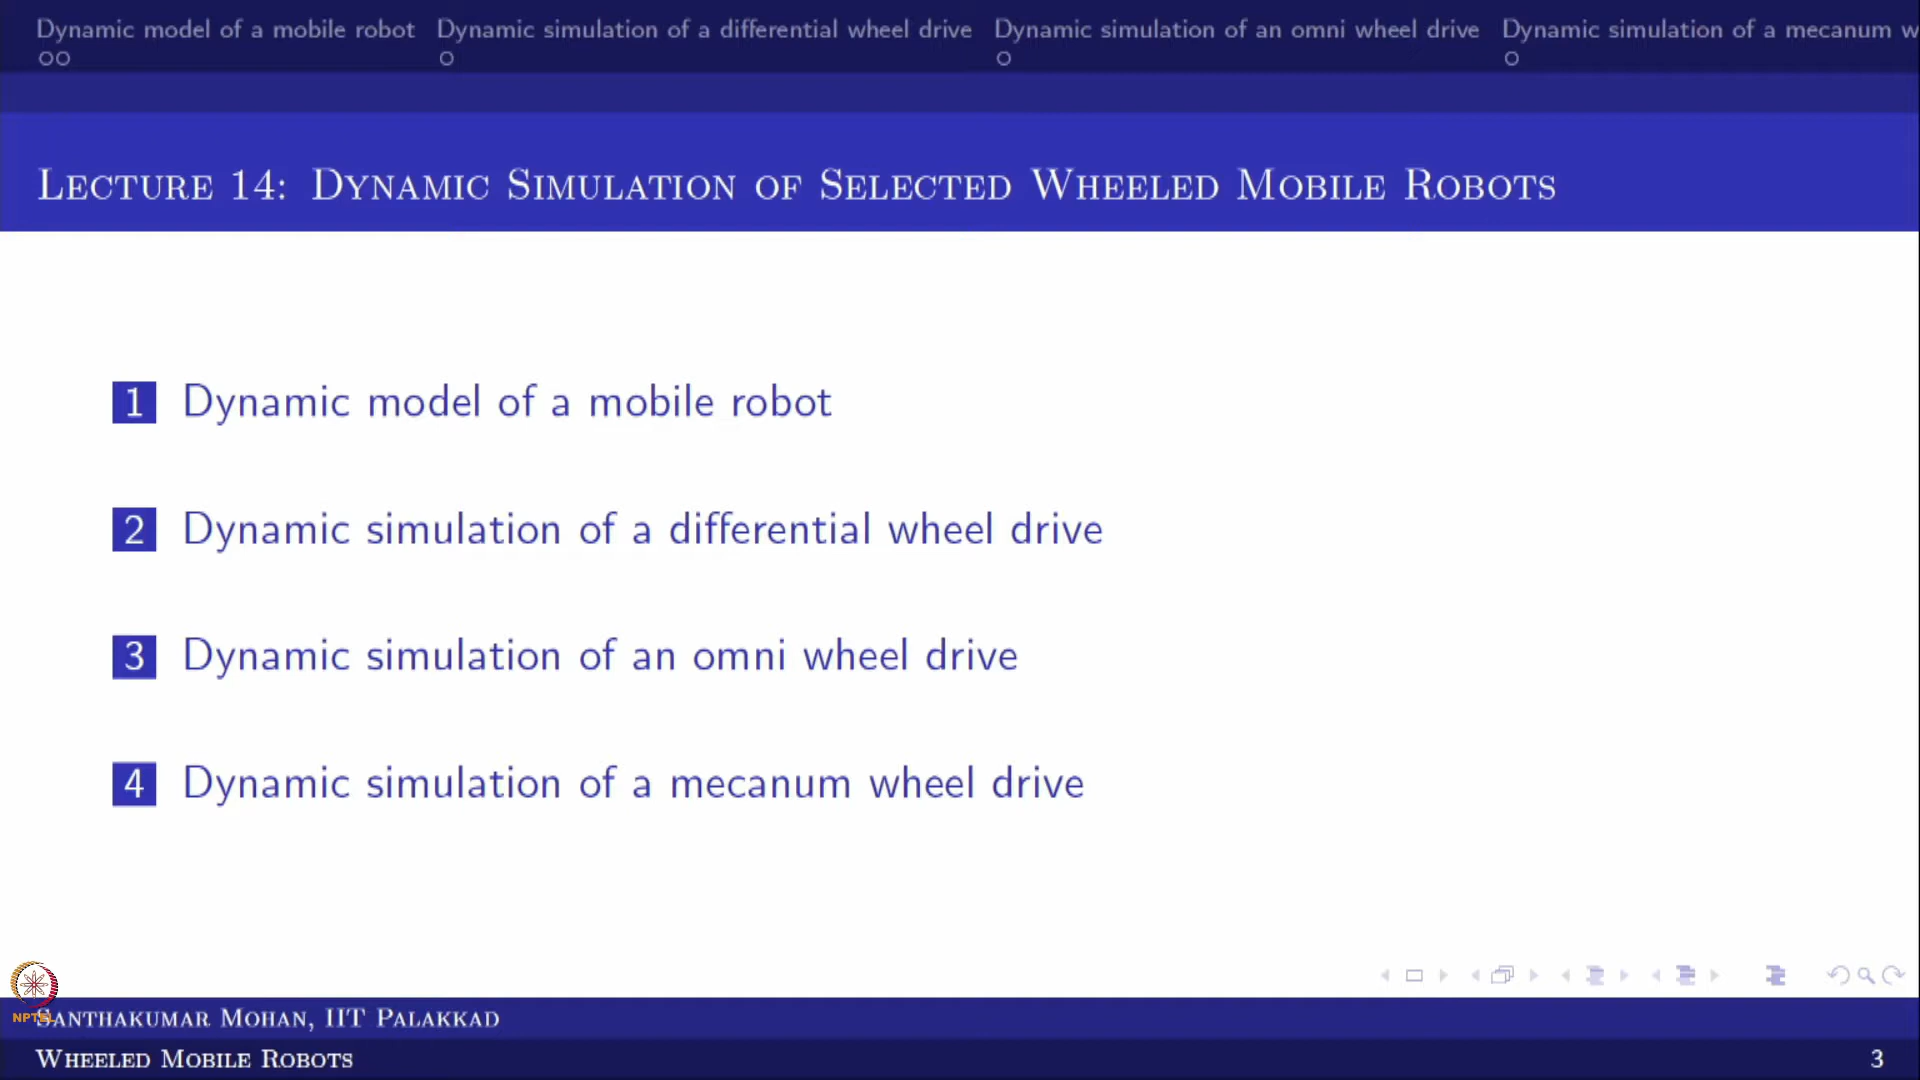 Dynamic model of a mobile robot Dynamic simulation of a differential wheel drive Dynamic simulation of an omni wheel drive Dynamic simulation of a mecanum w
Lecture 14: Dynamic Simulation of Selected Wheeled Mobile Robots
1 Dynamic model of a mobile robot
2 Dynamic simulation of a differential wheel drive
3 Dynamic simulation of an omni wheel drive
4 Dynamic simulation of a mecanum wheel drive
NPTEL
Santhakumar Mohan, IIT Palakkad
Wheeled Mobile Robots 3